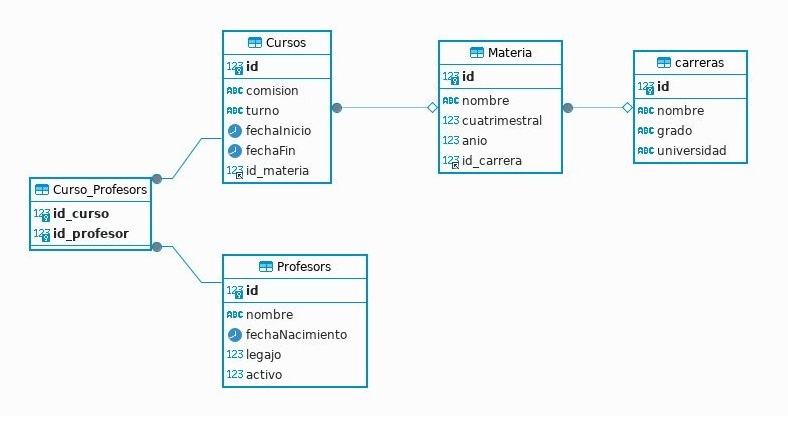 Cursos
123 id
ABC comision
ABC turno
fechaInicio
fechaFin
123 id_materia
Materia
123 id
ABC nombre
123 cuatrimestral
123 anio
123 id_carrera
carreras
123 id
ABC nombre
ABC grado
ABC universidad
Curso_Profesors
123 id_curso
123 id_profesor
Profesors
123 id
ABC nombre
fechaNacimiento
123 legajo
123 activo